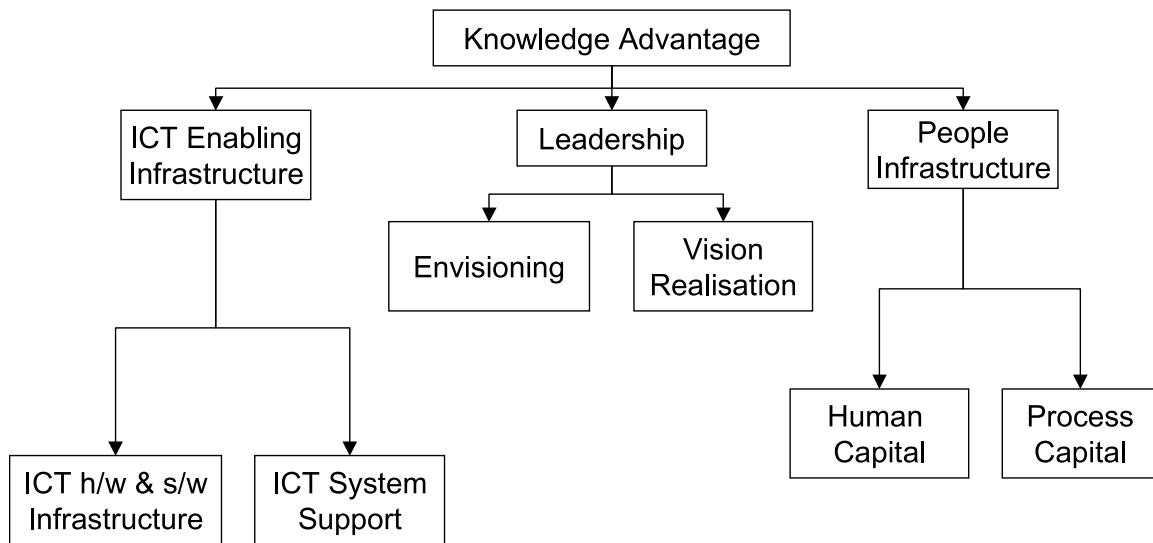 Knowledge Advantage
ICT Enabling
Infrastructure
Leadership
People
Infrastructure
Envisioning
Vision
Realisation
Human
Capital
Process
Capital
ICT h/w & s/w
Infrastructure
ICT System
Support